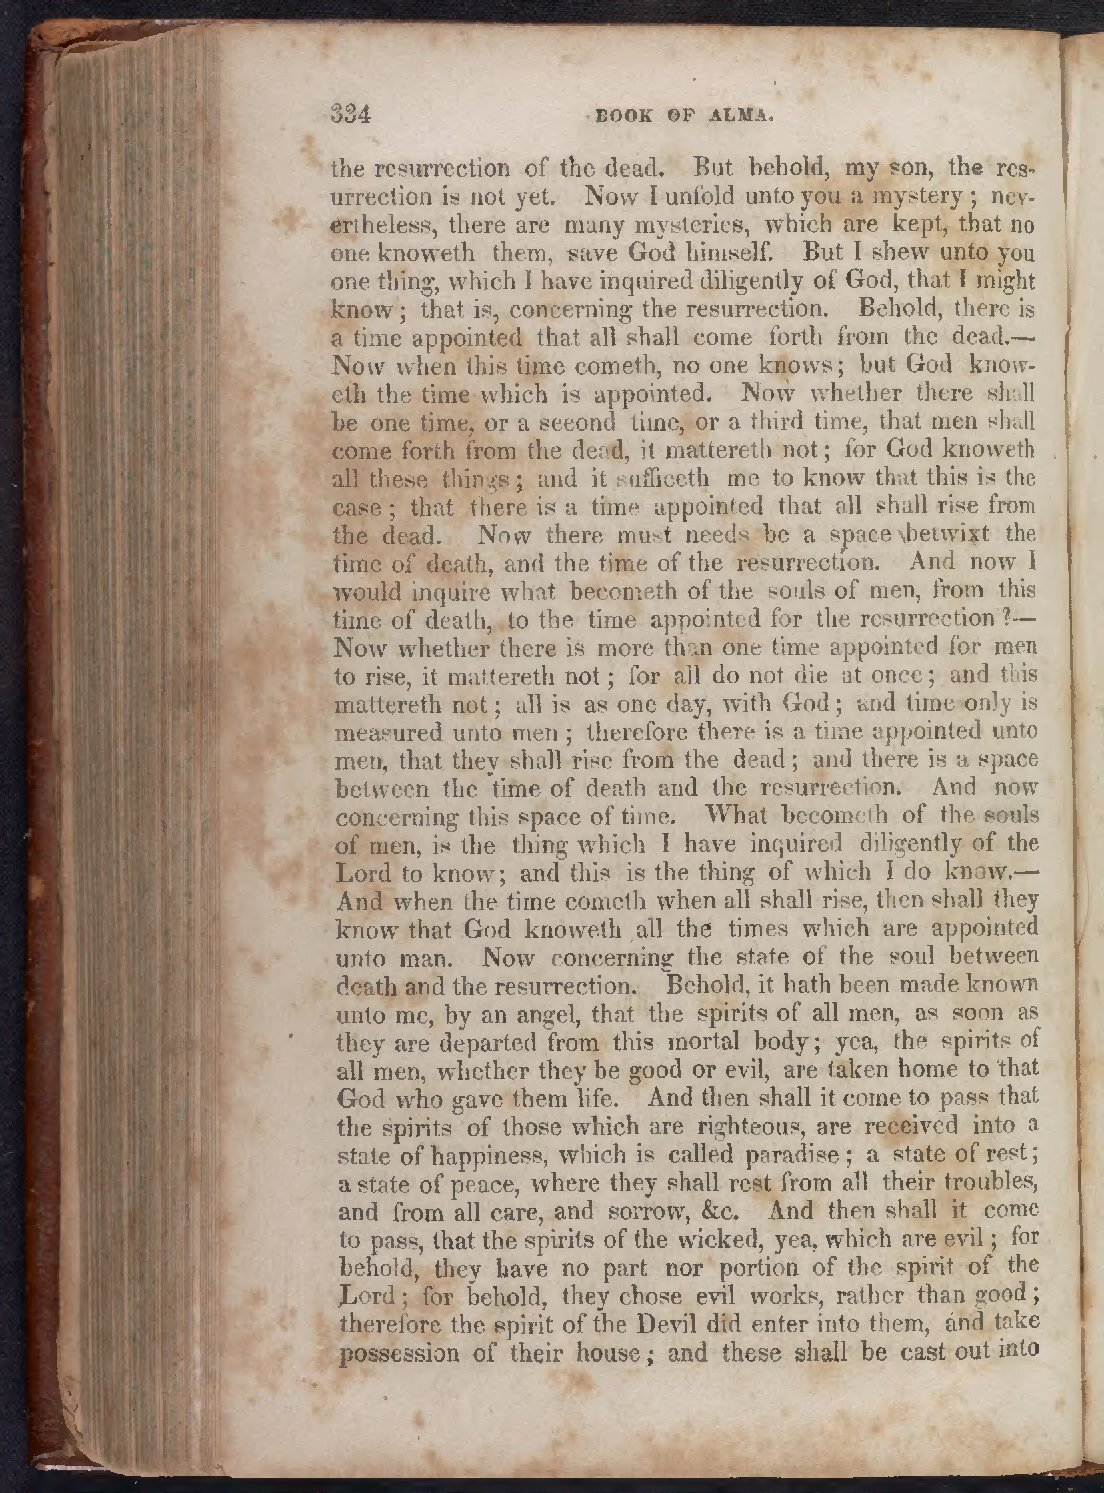 334 BOOK OF ALMA.
the resurrection of the dead. But behold, my son, the res-
urrection is not yet. Now I unfold unto you a mystery; nev-
ertheless, there are many mysteries, which are kept, that no
one knoweth them, save God himself. But I shew unto you
one thing, which I have inquired diligently of God, that I might
know; that is, concerning the resurrection. Behold, there is
a time appointed that all shall come forth from the dead.—
Now when this time cometh, no one knows; but God know-
eth the time which is appointed. Now whether there shall
be one time, or a second time, or a third time, that men shall
come forth from the dead, it mattereth not; for God knoweth
all these things; and it sufficeth me to know that this is the
case; that there is a time appointed that all shall rise from
the dead. Now there must needs be a space betwixt the
time of death, and the time of the resurrection. And now I
would inquire what becometh of the souls of men, from this
time of death, to the time appointed for the resurrection?—
Now whether there is more than one time appointed for men
to rise, it mattereth not; for all do not die at once; and this
mattereth not; all is as one day, with God; and time only is
measured unto men; therefore there is a time appointed unto
men, that they shall rise from the dead; and there is a space
between the time of death and the resurrection. And now
concerning this space of time. What becometh of the souls
of men, is the thing which I have inquired diligently of the
Lord to know; and this is the thing of which I do know.—
And when the time cometh when all shall rise, then shall they
know that God knoweth all the times which are appointed
unto man. Now concerning the state of the soul between
death and the resurrection. Behold, it hath been made known
unto me, by an angel, that the spirits of all men, as soon as
they are departed from this mortal body; yea, the spirits of
all men, whether they be good or evil, are taken home to that
God who gave them life. And then shall it come to pass that
the spirits of those which are righteous, are received into a
state of happiness, which is called paradise; a state of rest;
a state of peace, where they shall rest from all their troubles,
and from all care, and sorrow, &c. And then shall it come
to pass, that the spirits of the wicked, yea, which are evil; for
behold, they have no part nor portion of the spirit of the
Lord; for behold, they chose evil works, rather than good;
therefore the spirit of the Devil did enter into them, and take
possession of their house; and these shall be cast out into